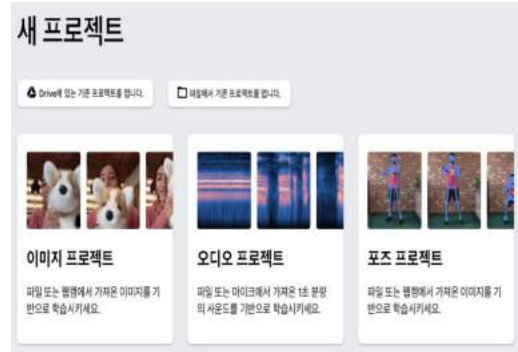 새 프로젝트
Drive에 있는 기존 프로젝트를 엽니다.
파일에서 기존 프로젝트를 엽니다.
이미지 프로젝트
파일 또는 웹캠에서 가져온 이미지를 기
반으로 학습시키세요.
오디오 프로젝트
파일 또는 마이크에서 가져온 1초 분량
의 사운드를 기반으로 학습시키세요.
포즈 프로젝트
파일 또는 웹캠에서 가져온 이미지를 기
반으로 학습시키세요.